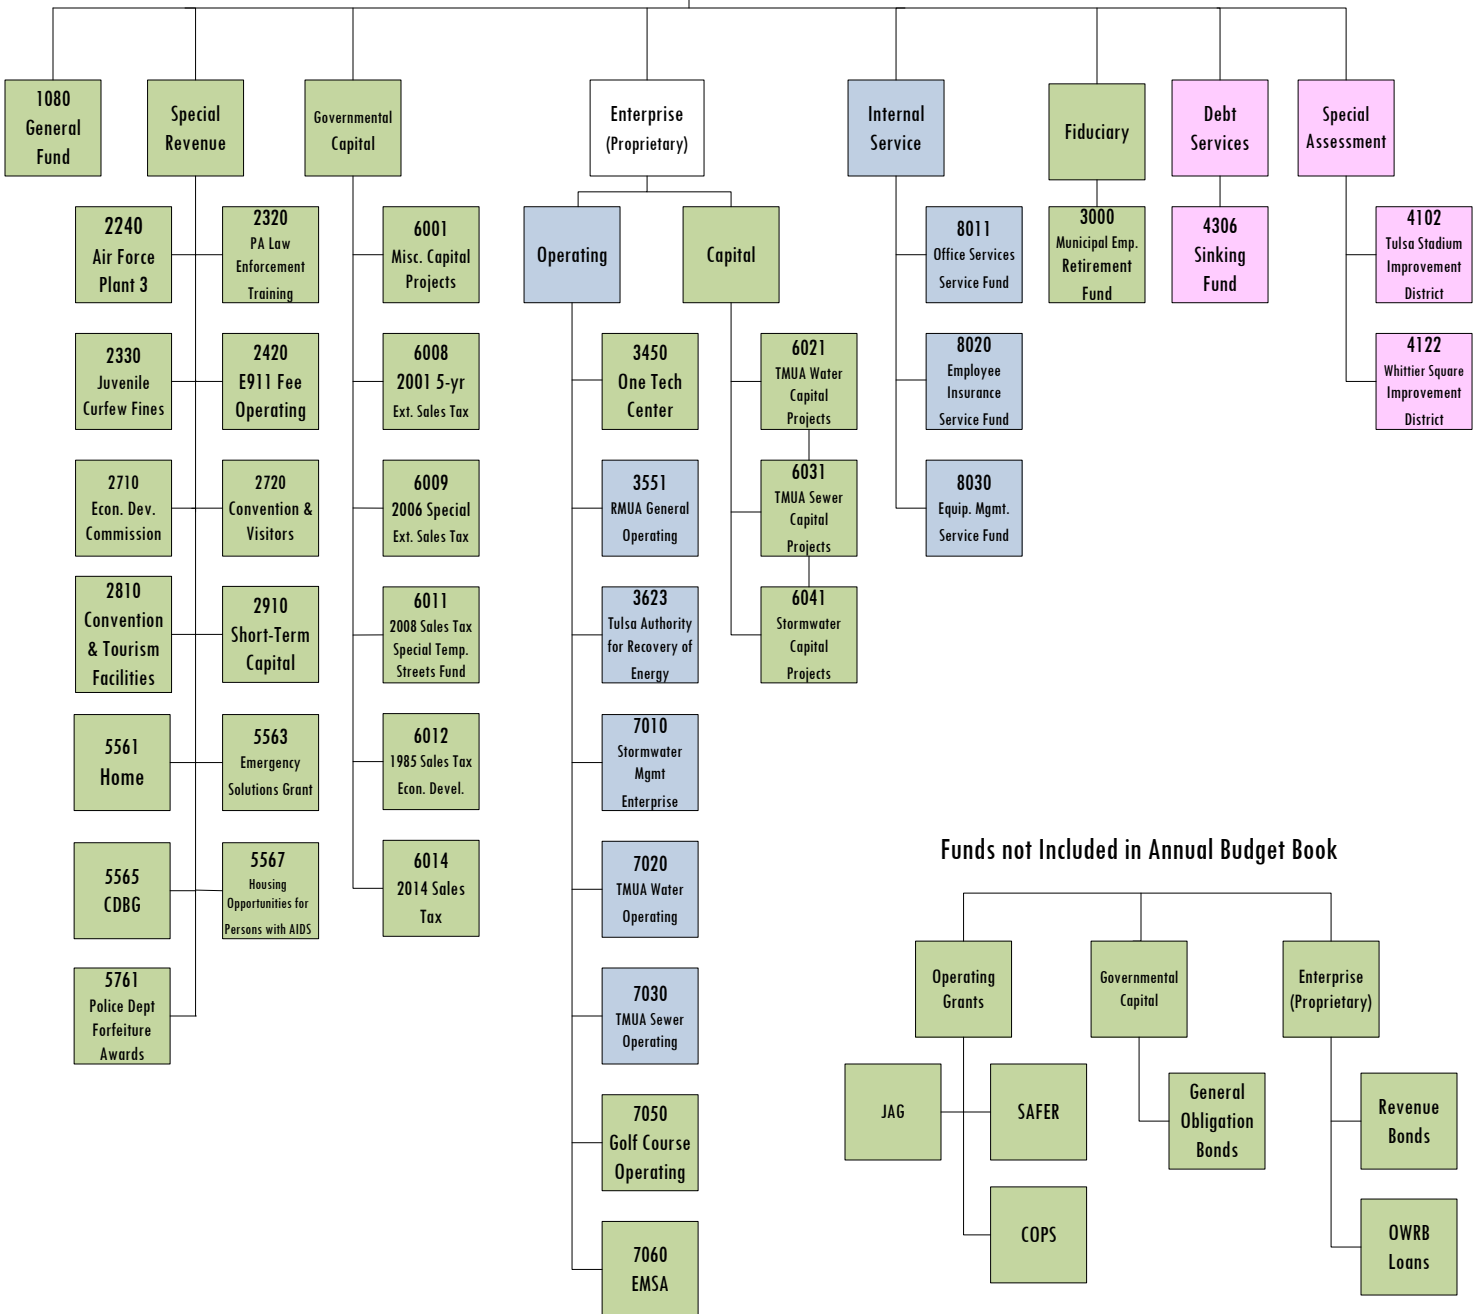 1080
General
Fund
Special
Revenue
Governmental
Capital
Enterprise
(Proprietary)
Internal
Service
Fiduciary
Debt
Services
Special
Assessment
2240
Air Force
Plant 3
2320
PA Law
Enforcement
Training
2330
Juvenile
Curfew Fines
2420
E911 Fee
Operating
2710
Econ. Dev.
Commission
2720
Convention &
Visitors
2810
Convention
& Tourism
Facilities
2910
Short-Term
Capital
5561
Home
5563
Emergency
Solutions Grant
5565
CDBG
5567
Housing
Opportunities for
Persons with AIDS
5761
Police Dept
Forfeiture
Awards
6001
Misc. Capital
Projects
6008
2001 5-yr
Ext. Sales Tax
6009
2006 Special
Ext. Sales Tax
6011
2008 Sales Tax
Special Temp.
Streets Fund
6012
1985 Sales Tax
Econ. Devel.
6014
2014 Sales
Tax
Operating
3450
One Tech
Center
3551
RMUA General
Operating
3623
Tulsa Authority
for Recovery of
Energy
7010
Stormwater
Mgmt
Enterprise
7020
TMUA Water
Operating
7030
TMUA Sewer
Operating
7050
Golf Course
Operating
7060
EMSA
Capital
6021
TMUA Water
Capital
Projects
6031
TMUA Sewer
Capital
Projects
6041
Stormwater
Capital
Projects
8011
Office Services
Service Fund
8020
Employee
Insurance
Service Fund
8030
Equip. Mgmt.
Service Fund
3000
Municipal Emp.
Retirement
Fund
4306
Sinking
Fund
4102
Tulsa Stadium
Improvement
District
4122
Whittier Square
Improvement
District
Funds not Included in Annual Budget Book
Operating
Grants
JAG
SAFER
COPS
Governmental
Capital
General
Obligation
Bonds
Enterprise
(Proprietary)
Revenue
Bonds
OWRB
Loans